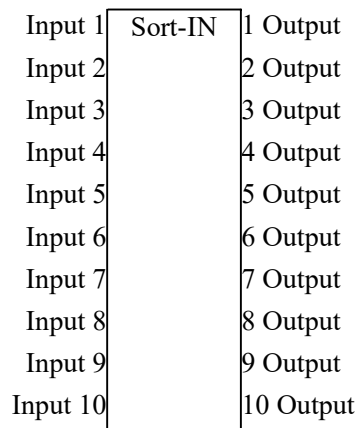 Input 1 Sort-IN 1 Output
Input 2 2 Output
Input 3 3 Output
Input 4 4 Output
Input 5 5 Output
Input 6 6 Output
Input 7 7 Output
Input 8 8 Output
Input 9 9 Output
Input 10 10 Output